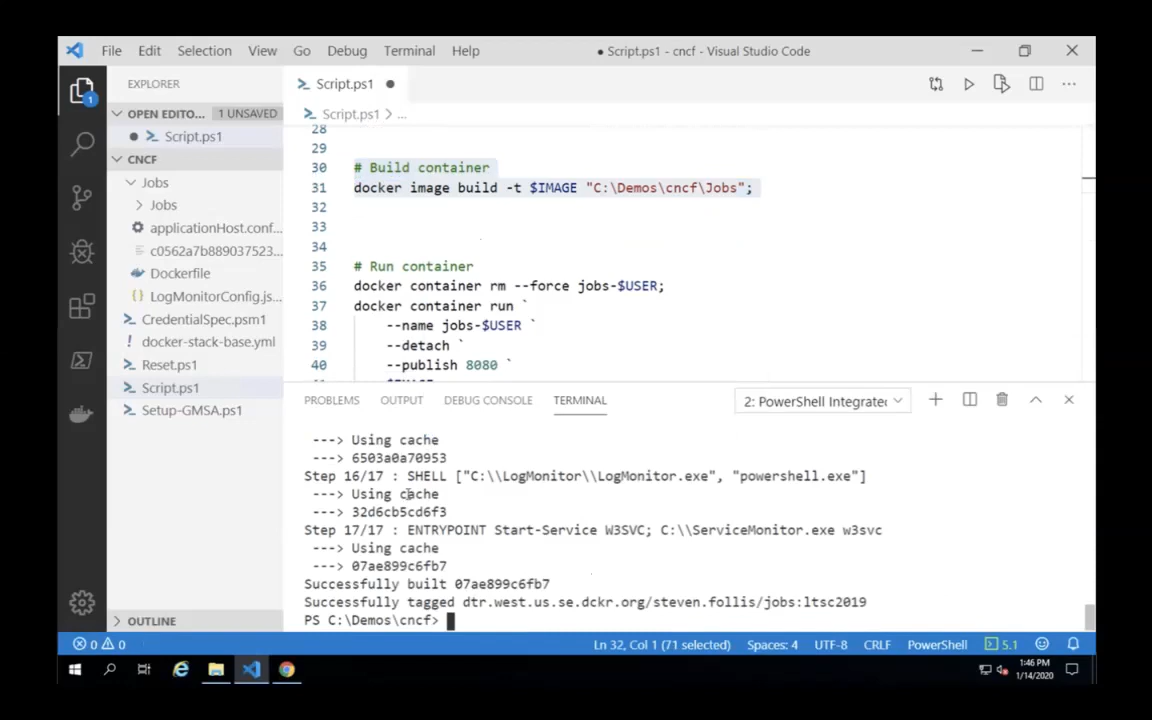 File Edit Selection View Go Debug Terminal Help
● Script.ps1 - cncf - Visual Studio Code
EXPLORER
OPEN EDITO... 1 UNSAVED
Script.ps1
CNCF
Jobs
Jobs
applicationHost.conf...
c0562a7b889037523...
Dockerfile
LogMonitorConfig.js...
CredentialSpec.psm1
docker-stack-base.yml
Reset.ps1
Script.ps1
Setup-GMSA.ps1
OUTLINE
1
Script.ps1
Script.ps1 > ...
28
29
30 # Build container
31 docker image build -t $IMAGE "C:\Demos\cncf\Jobs";
32
33
34
35 # Run container
36 docker container rm --force jobs-$USER;
37 docker container run `
38 --name jobs-$USER `
39 --detach `
40 --publish 8080 `
PROBLEMS OUTPUT DEBUG CONSOLE TERMINAL
2: PowerShell Integrated
---> Using cache
---> 6503a0a70953
Step 16/17 : SHELL ["C:\\LogMonitor\\LogMonitor.exe", "powershell.exe"]
---> Using cache
---> 32d6cb5cd6f3
Step 17/17 : ENTRYPOINT Start-Service W3SVC; C:\\ServiceMonitor.exe w3svc
---> Using cache
---> 07ae899c6fb7
Successfully built 07ae899c6fb7
Successfully tagged dtr.west.us.se.dckr.org/steven.follis/jobs:ltsc2019
PS C:\Demos\cncf>
0 0
Ln 32, Col 1 (71 selected) Spaces: 4 UTF-8 CRLF PowerShell 5.1
1:46 PM
1/14/2020